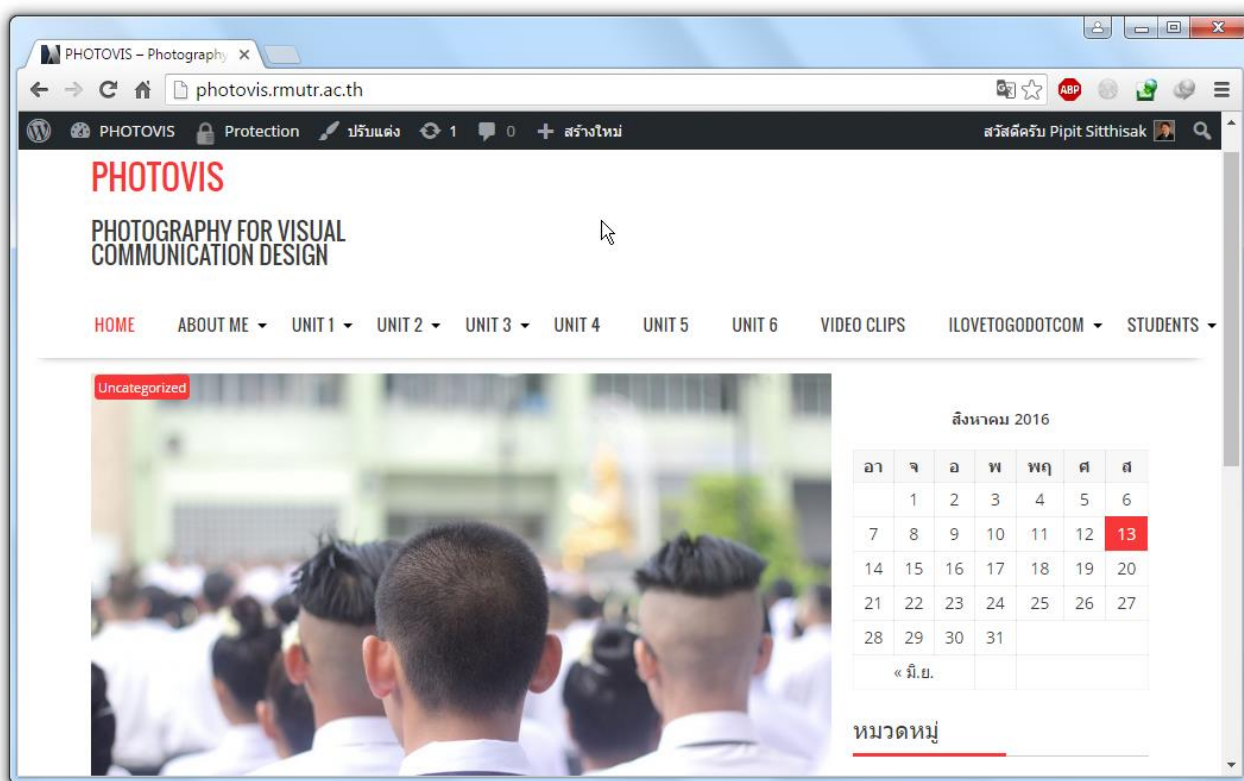 PHOTOVIS – Photography
photovis.rmutr.ac.th
ABP
PHOTOVIS Protection ปรับแต่ง 1 0 สร้างใหม่ สวัสดีครับ Pipit Sitthisak
PHOTOVIS
PHOTOGRAPHY FOR VISUAL
COMMUNICATION DESIGN
HOME ABOUT ME UNIT 1 UNIT 2 UNIT 3 UNIT 4 UNIT 5 UNIT 6 VIDEO CLIPS ILOVETOGODOTCOM STUDENTS
Uncategorized
สิงหาคม 2016
อา จ อ พ พฤ ศ ส
1 2 3 4 5 6
7 8 9 10 11 12 13
14 15 16 17 18 19 20
21 22 23 24 25 26 27
28 29 30 31
« มิ.ย.
หมวดหมู่